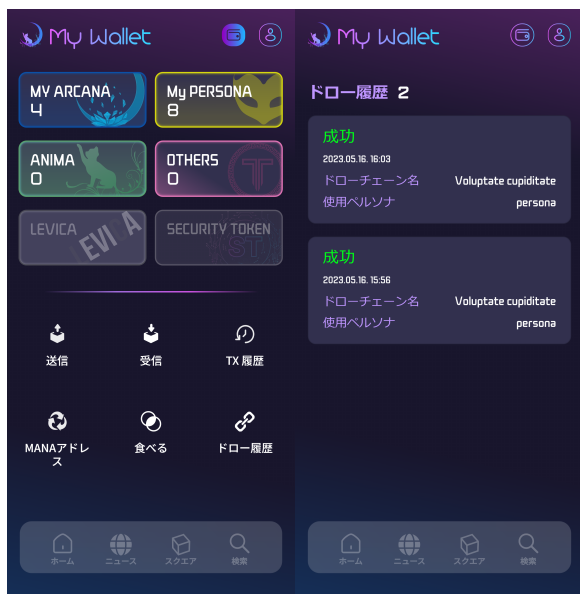 My Wallet
MY ARCANA
4
My PERSONA
8
ANIMA
0
OTHERS
0
T
LEVICA
LEVI A
SECURITY TOKEN
ST
送信
受信
TX 履歴
MANAアドレ
ス
食べる
ドロー履歴
ホーム
ニュース
スクエア
検索
My Wallet
ドロー履歴 2
成功
2023.05.16. 16:03
ドローチェーン名 Voluptate cupiditate
使用ペルソナ persona
成功
2023.05.16. 15:56
ドローチェーン名 Voluptate cupiditate
使用ペルソナ persona
ホーム
ニュース
スクエア
検索